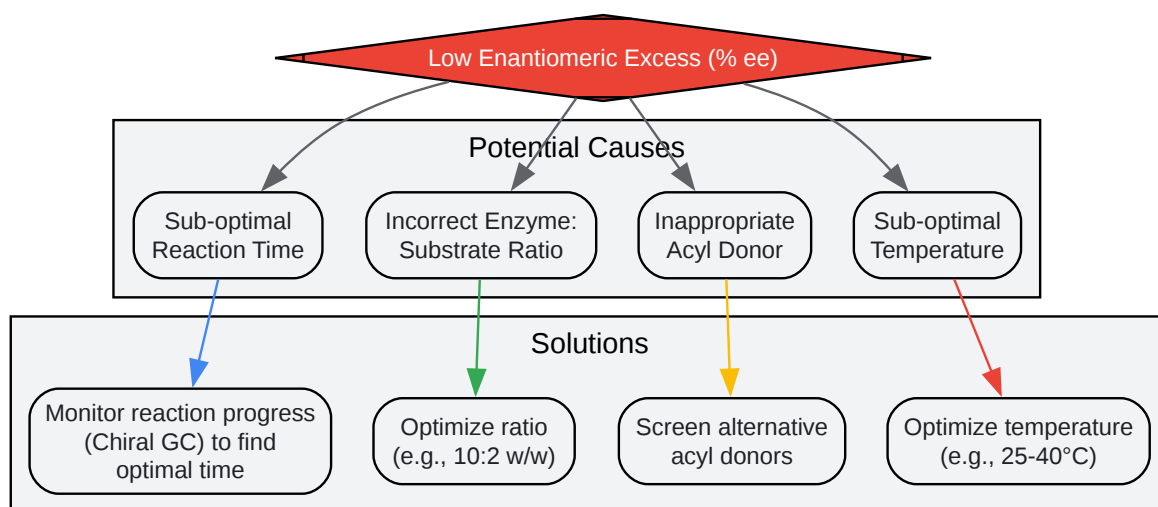 Low Enantiomeric Excess (% ee)
Potential Causes
Sub-optimal
Reaction Time
Incorrect Enzyme:
Substrate Ratio
Inappropriate
Acyl Donor
Sub-optimal
Temperature
Solutions
Monitor reaction progress
(Chiral GC) to find
optimal time
Optimize ratio
(e.g., 10:2 w/w)
Screen alternative
acyl donors
Optimize temperature
(e.g., 25-40°C)